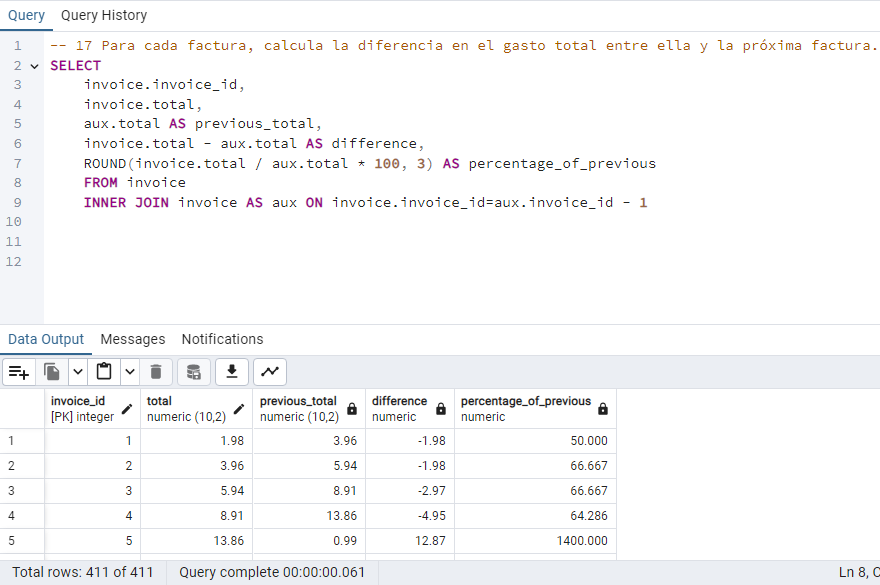 Query Query History
1 -- 17 Para cada factura, calcula la diferencia en el gasto total entre ella y la próxima factura.
2 SELECT
3 invoice.invoice_id,
4 invoice.total,
5 aux.total AS previous_total,
6 invoice.total - aux.total AS difference,
7 ROUND(invoice.total / aux.total * 100, 3) AS percentage_of_previous
8 FROM invoice
9 INNER JOIN invoice AS aux ON invoice.invoice_id=aux.invoice_id - 1
10
11
12
Data Output Messages Notifications
invoice_id total previous_total difference percentage_of_previous
[PK] integer numeric (10,2) numeric (10,2) numeric numeric
1 1 1.98 3.96 -1.98 50.000
2 2 3.96 5.94 -1.98 66.667
3 3 5.94 8.91 -2.97 66.667
4 4 8.91 13.86 -4.95 64.286
5 5 13.86 0.99 12.87 1400.000
Total rows: 411 of 411 Query complete 00:00:00.061 Ln 8, C